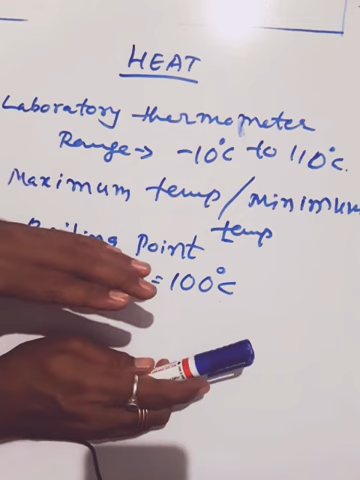 HEAT
Laboratory thermometer
Range → -10°C to 110°C.
Maximum temp / Minimum
temp
Boiling Point
=100°C